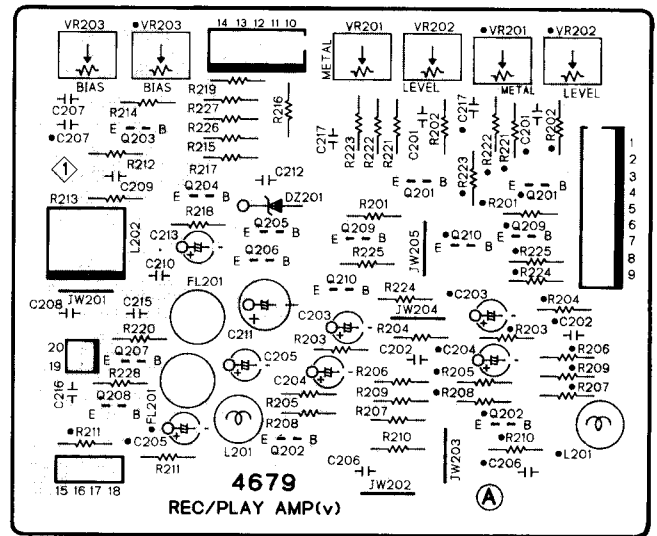 VR203 •VR203 14 13 12 11 10 VR201 VR202 •VR201 •VR202
METAL
BIAS BIAS LEVEL METAL LEVEL
C207 R214 R219 R216 C217 R223 R222 R221 C201 R202 •C217 •R222 •R221 •C201 •R202
R227
•C207 E Q203 B R226
R215
1
R212
C209 R217 C212 •R223
R213 Q204 E B DZ201 E Q201 B •R201 E •Q201 B
R218 R201
L202 C213 Q205 E B Q209 E B JW205 •Q210 E B •Q209 E B
C210 Q206 E B R225 •R225
•R224
JW201 FL201 Q210 E B R224 •C203 •R204
C208 C215 C203 JW204 •C202
R220 C211 R204 •R203
20
19
E Q207 B R203 C202 •C204 •R206
C205 R206 •R205 •R209
R228 C204 R209 •R208 •R207
C216 Q208 E B R205 R207
•FL201 R208 •Q202 E B
•R211 •C205 L201 Q202 E B R210 •R210
R211 C206 JW203 •C206 •L201
15 16 17 18 JW202
1
2
3
4
5
6
7
8
9
4679
REC/PLAY AMP(v)
A